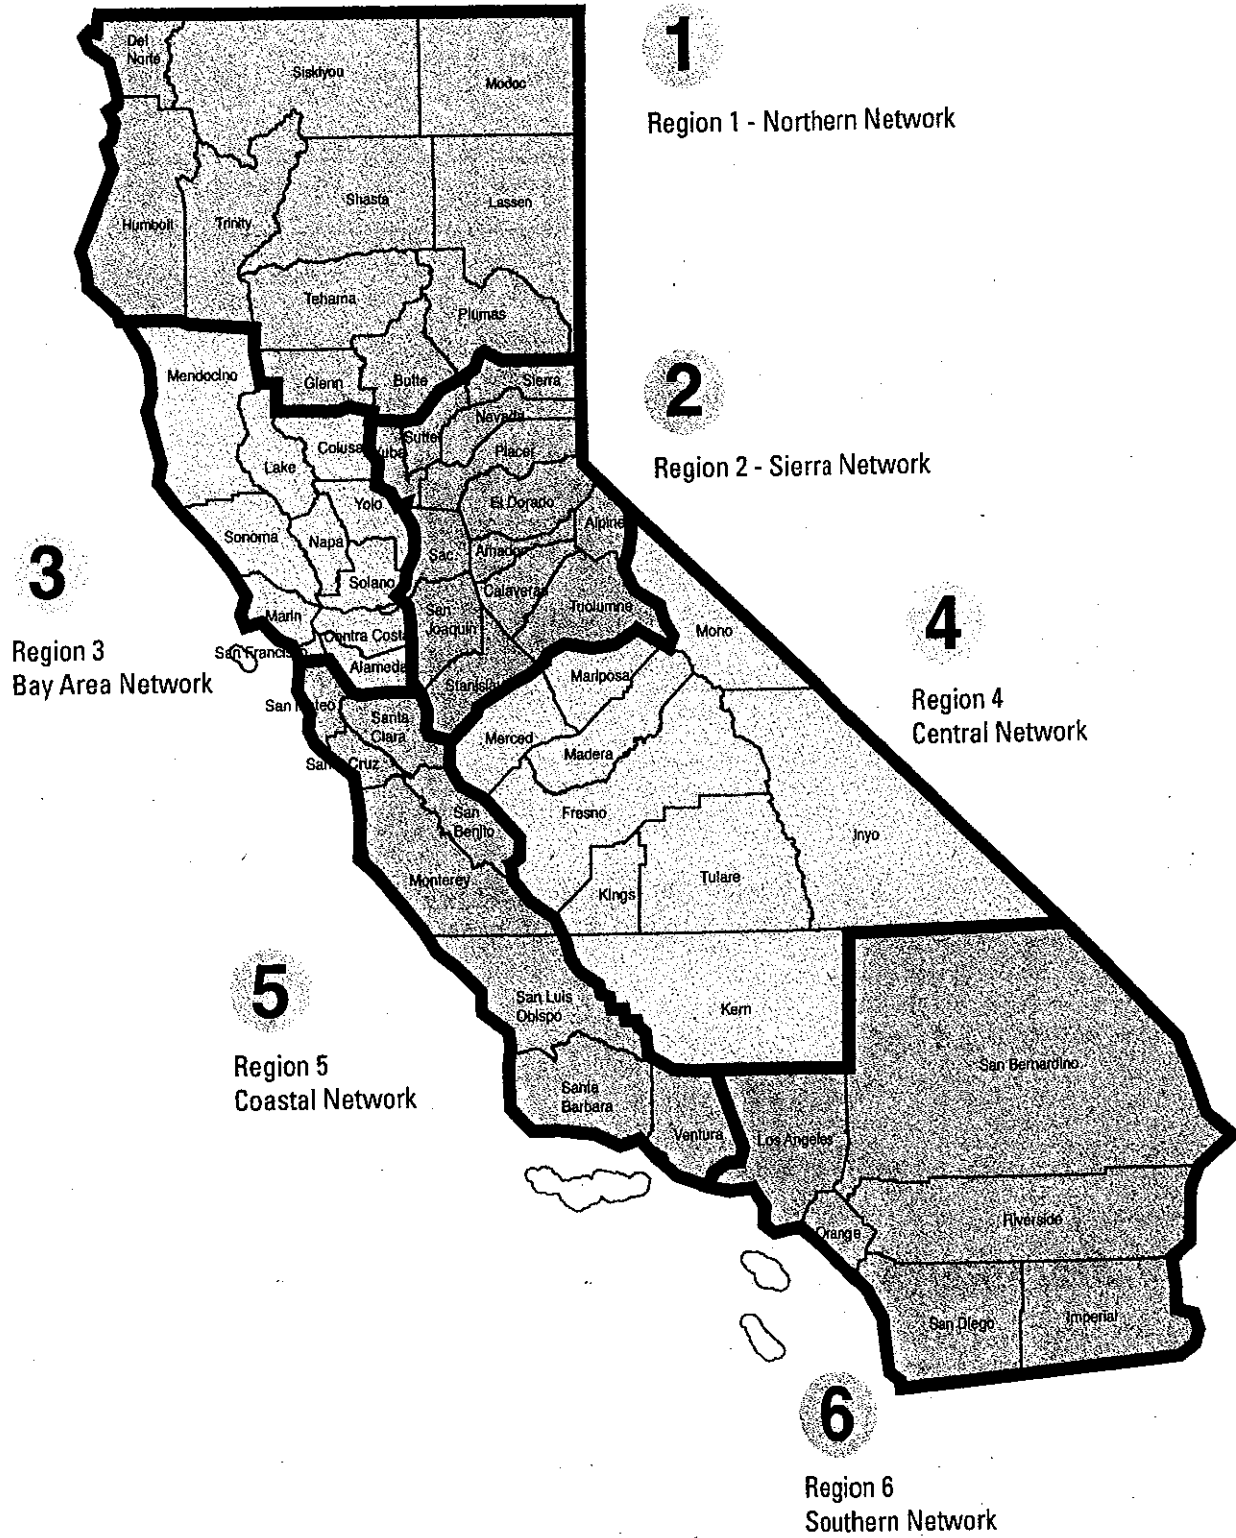 1
Region 1 - Northern Network
Del
Norte
Siskiyou
Modoc
Humbolt
Trinity
Shasta
Lassen
Tehama
Plumas
Glenn
Butte
2
Region 2 - Sierra Network
Sierra
Nevada
Yuba
Sutter
Placer
El Dorado
Alpine
Sac.
Amador
Calaveras
Tuolumne
San
Joaquin
Stanislau
3
Region 3
Bay Area Network
Mendocino
Lake
Colusa
Yolo
Sonoma
Napa
Solano
Marin
Contra Costa
San Francisco
Alameda
4
Region 4
Central Network
Mono
Mariposa
Merced
Madera
Fresno
Inyo
Kings
Tulare
Kern
5
Region 5
Coastal Network
San Mateo
Santa
Clara
Santa Cruz
San
Benito
Monterey
San Luis
Obispo
Santa
Barbara
Ventura
6
Region 6
Southern Network
San Bernardino
Los Angeles
Orange
Riverside
San Diego
Imperial